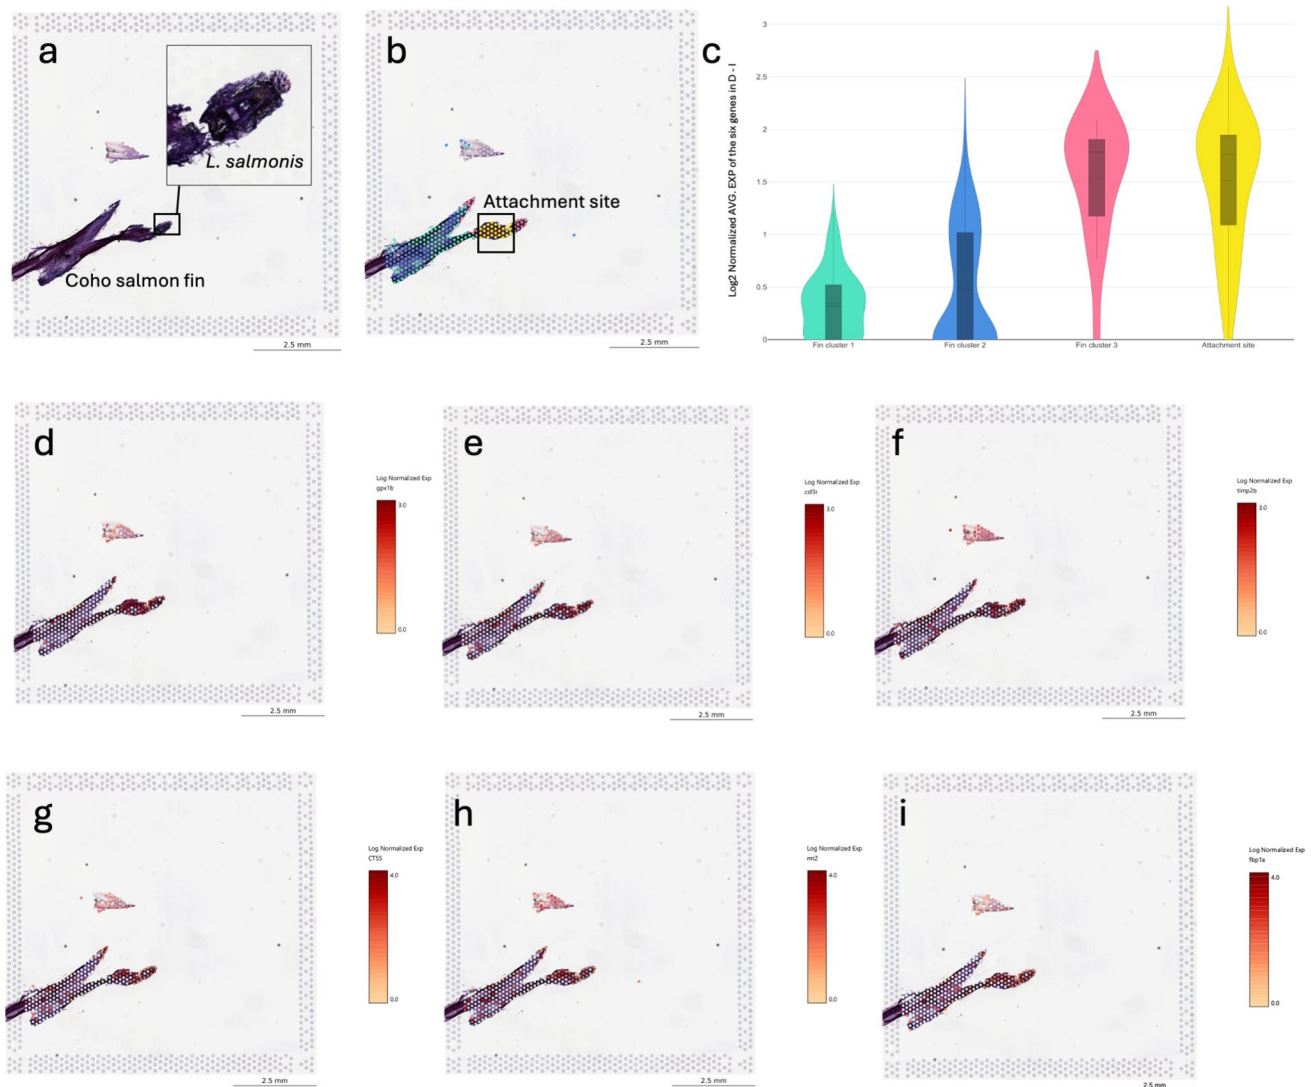 a
L. salmonis
Coho salmon fin
2.5 mm
b
Attachment site
2.5 mm
c
Log2 Normalized AVG. EXP of the six genes in D - I
3
2.5
2
1.5
1
0.5
0
Fin cluster 1
Fin cluster 2
Fin cluster 3
Attachment site
d
Log Normalized Exp
gpx1b
3.0
0.0
2.5 mm
e
Log Normalized Exp
csf3r
3.0
0.0
2.5 mm
f
Log Normalized Exp
timp2b
3.0
0.0
2.5 mm
g
Log Normalized Exp
CTSS
4.0
0.0
2.5 mm
h
Log Normalized Exp
mt2
4.0
0.0
2.5 mm
i
Log Normalized Exp
fbp1a
4.0
0.0
2.5 mm